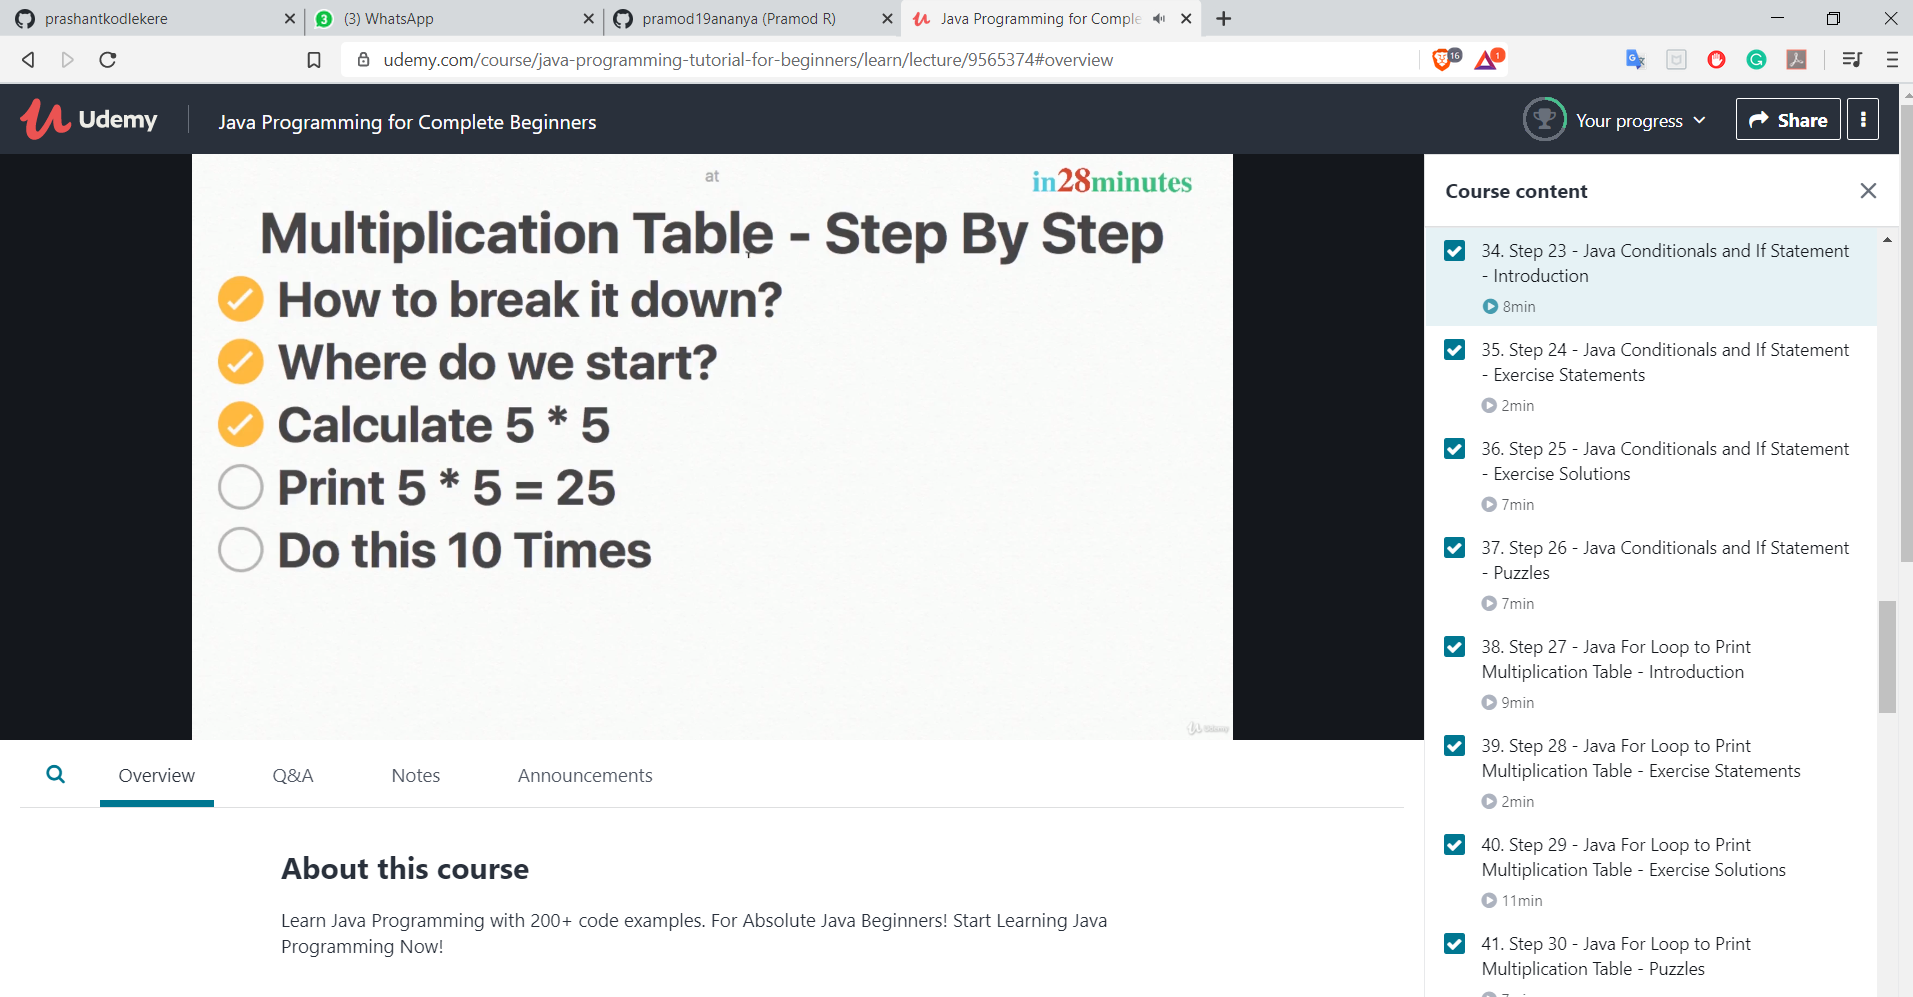 prashantkodlekere
(3) WhatsApp
pramod19ananya (Pramod R)
Java Programming for Comple
udemy.com/course/java-programming-tutorial-for-beginners/learn/lecture/9565374#overview
16
1
Udemy
Java Programming for Complete Beginners
Your progress
Share
at
in28minutes
Multiplication Table - Step By Step
How to break it down?
Where do we start?
Calculate 5 * 5
Print 5 * 5 = 25
Do this 10 Times
Udemy
Course content
34. Step 23 - Java Conditionals and If Statement
- Introduction
8min
35. Step 24 - Java Conditionals and If Statement
- Exercise Statements
2min
36. Step 25 - Java Conditionals and If Statement
- Exercise Solutions
7min
37. Step 26 - Java Conditionals and If Statement
- Puzzles
7min
38. Step 27 - Java For Loop to Print
Multiplication Table - Introduction
9min
39. Step 28 - Java For Loop to Print
Multiplication Table - Exercise Statements
2min
40. Step 29 - Java For Loop to Print
Multiplication Table - Exercise Solutions
11min
41. Step 30 - Java For Loop to Print
Multiplication Table - Puzzles
Overview
Q&A
Notes
Announcements
About this course
Learn Java Programming with 200+ code examples. For Absolute Java Beginners! Start Learning Java
Programming Now!